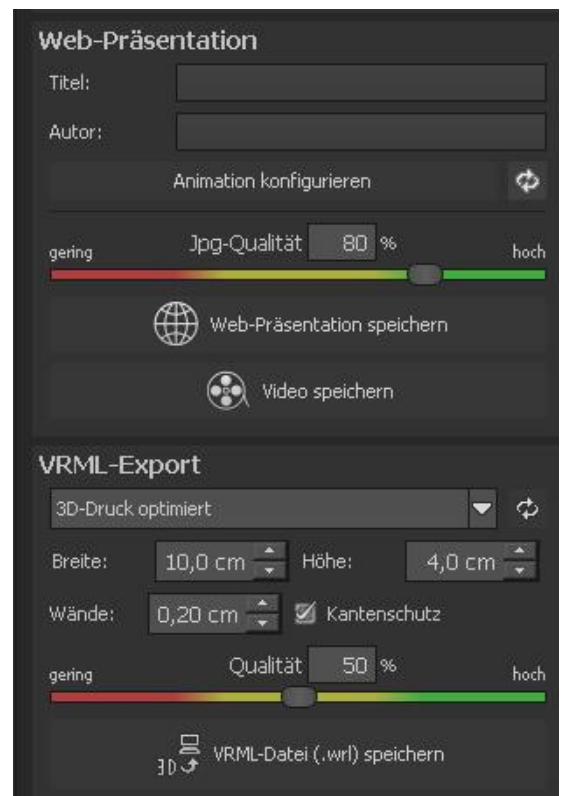 Web-Präsentation
Titel:
Autor:
Animation konfigurieren
gering Jpg-Qualität 80 % hoch
Web-Präsentation speichern
Video speichern
VRML-Export
3D-Druck optimiert
Breite: 10,0 cm Höhe: 4,0 cm
Wände: 0,20 cm Kantenschutz
gering Qualität 50 % hoch
3D VRML-Datei (.wrl) speichern